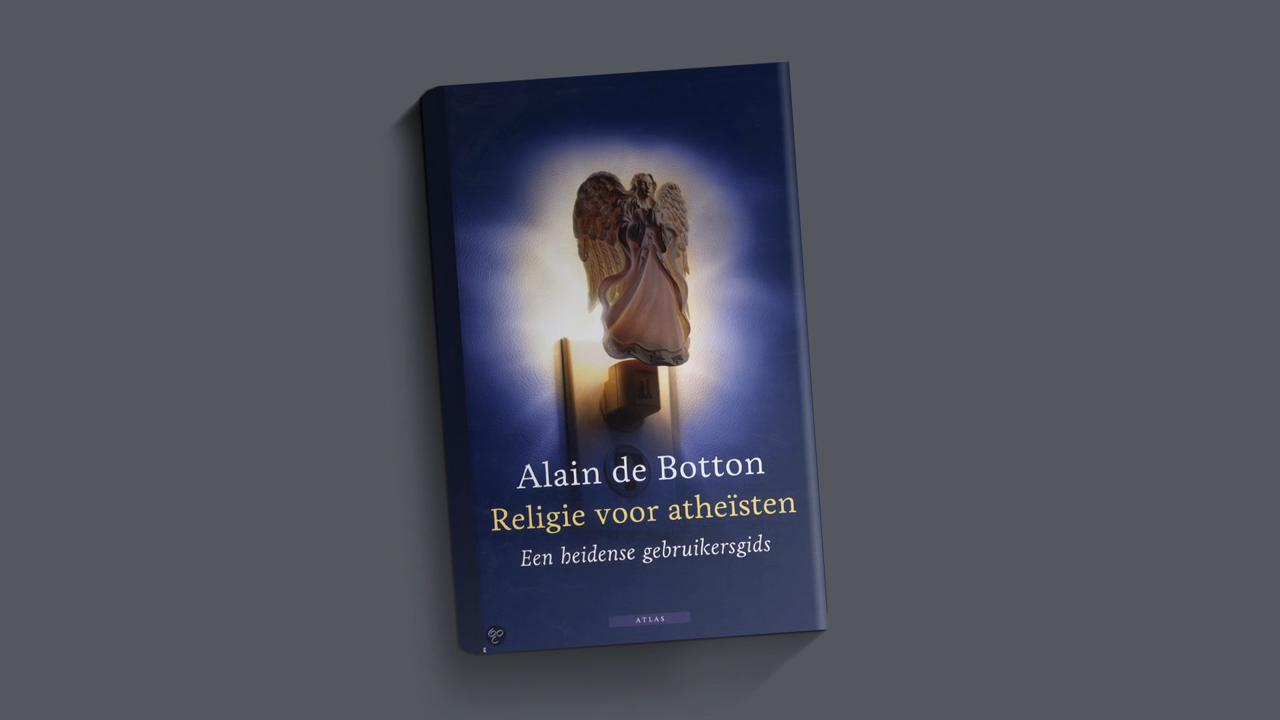 Alain de Botton
Religie voor atheïsten
Een heidense gebruikersgids
ATLAS